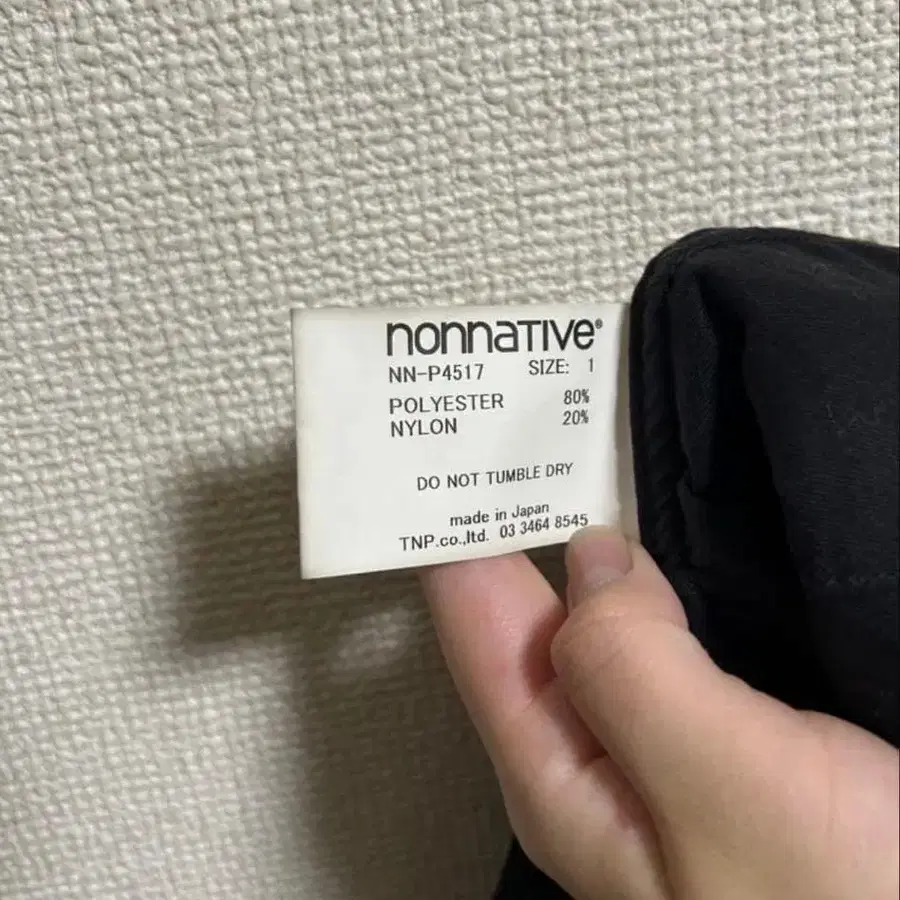 nonnative®
NN-P4517 SIZE: 1
POLYESTER 80%
NYLON 20%
DO NOT TUMBLE DRY
made in Japan
TNP.co.,ltd. 03 3464 8545